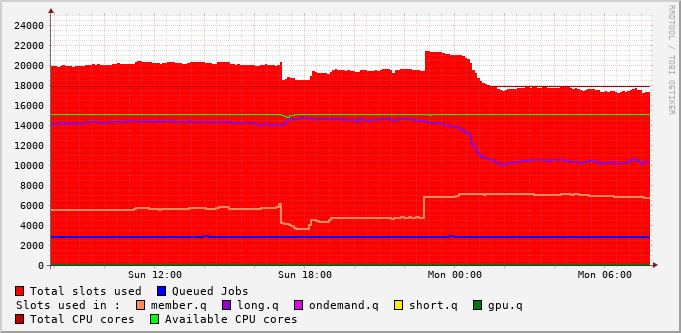 24000
22000
20000
18000
16000
14000
12000
10000
8000
6000
4000
2000
0
Sun 12:00 Sun 18:00 Mon 00:00 Mon 06:00
RRDTOOL / TOBI OETIKER
Total slots used Queued Jobs
Slots used in : member.q long.q ondemand.q short.q gpu.q
Total CPU cores Available CPU cores